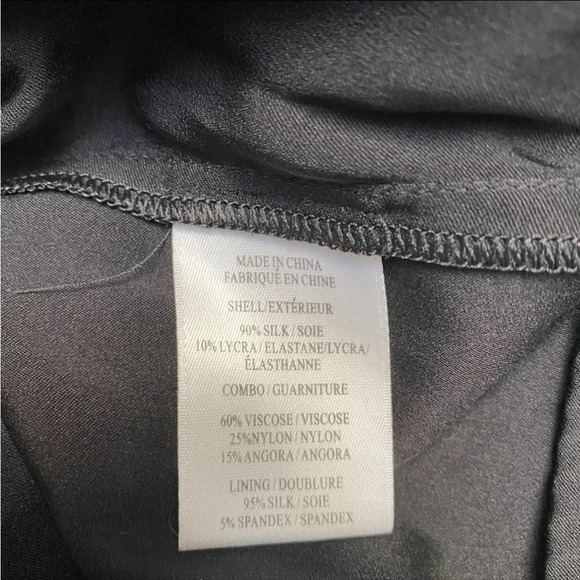 MADE IN CHINA
FABRIQUÉ EN CHINE
SHELL/EXTÉRIEUR
90% SILK / SOIE
10% LYCRA / ELASTANE/LYCRA/
ÉLASTHANNE
COMBO / GUARNITURE
60% VISCOSE / VISCOSE
25%NYLON / NYLON
15% ANGORA / ANGORA
LINING / DOUBLURE
95% SILK / SOIE
5% SPANDEX / SPANDEX